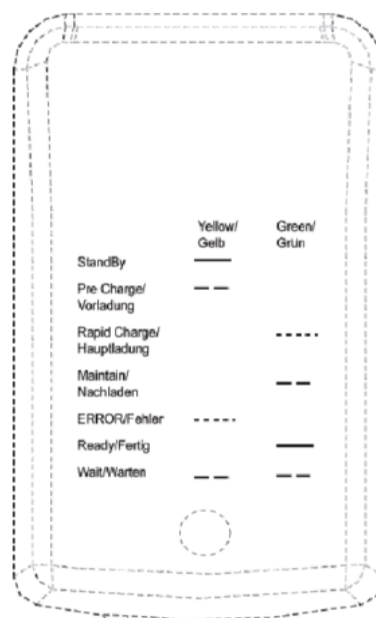 Yellow/ Green/
Gelb Grün
StandBy
Pre Charge/
Vorladung
Rapid Charge/
Hauptladung
Maintain/
Nachladen
ERROR/Fehler
Ready/Fertig
Wait/Warten